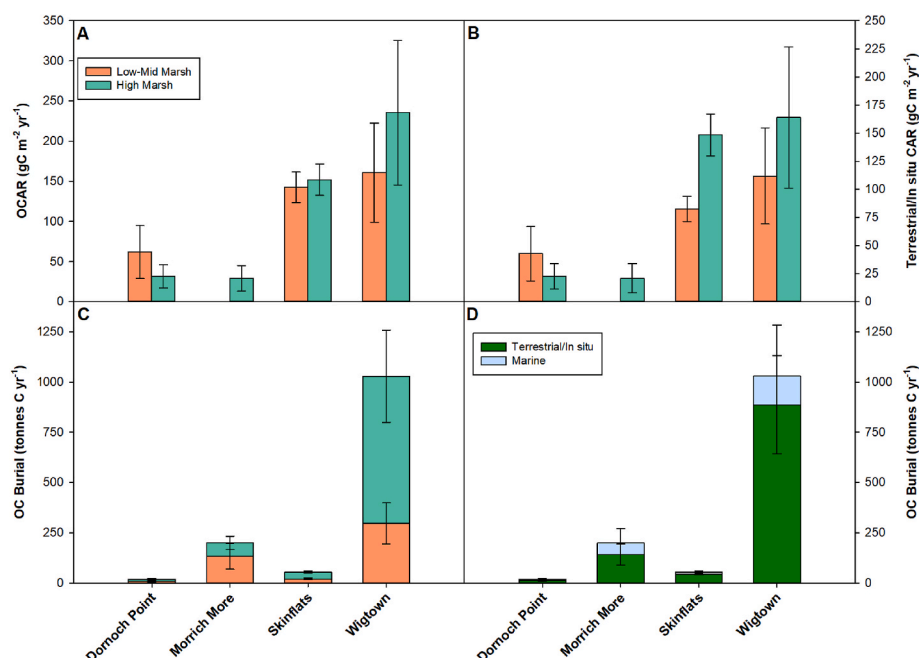 A
B
Low-Mid Marsh
High Marsh
350
300
250
200
150
100
50
0
OCAR (gC m-2 yr-1)
250
225
200
175
150
125
100
75
50
25
0
Terrestrial/In situ CAR (gC m-2 yr-1)
C
D
Terrestrial/In situ
Marine
1250
1000
750
500
250
0
OC Burial (tonnes C yr-1)
1250
1000
750
500
250
0
OC Burial (tonnes C yr-1)
Dornoch Point
Morrich More
Skinflats
Wigtown
Dornoch Point
Morrich More
Skinflats
Wigtown